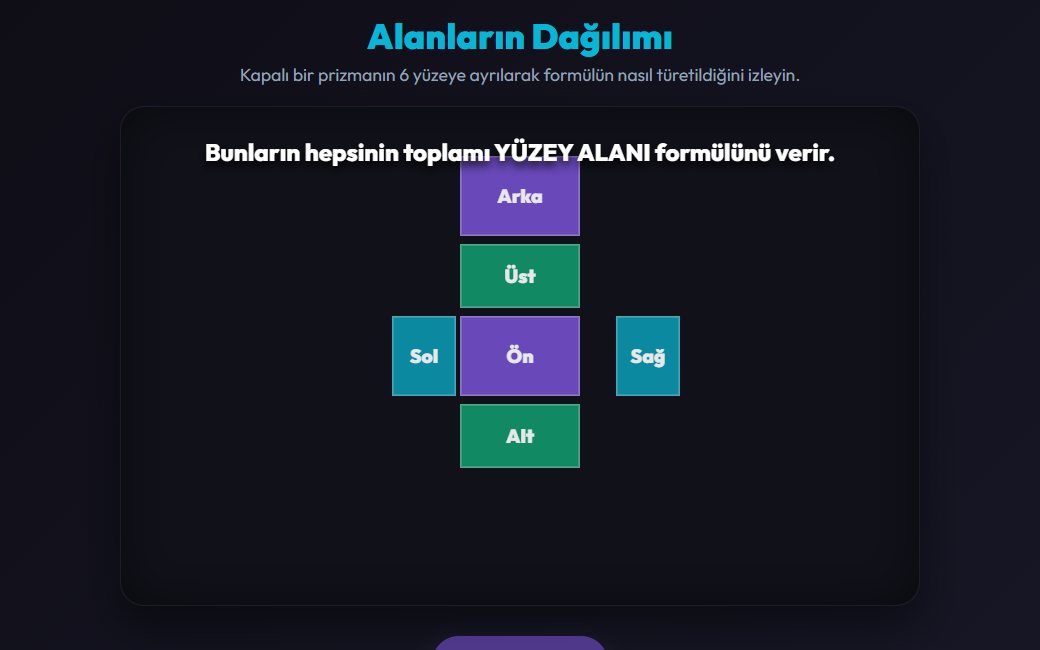 Alanların Dağılımı
Kapalı bir prizmanın 6 yüzeye ayrılarak formülün nasıl türetildiğini izleyin.
Bunların hepsinin toplamı YÜZEY ALANI formülünü verir.
Arka
Üst
Sol Ön Sağ
Alt